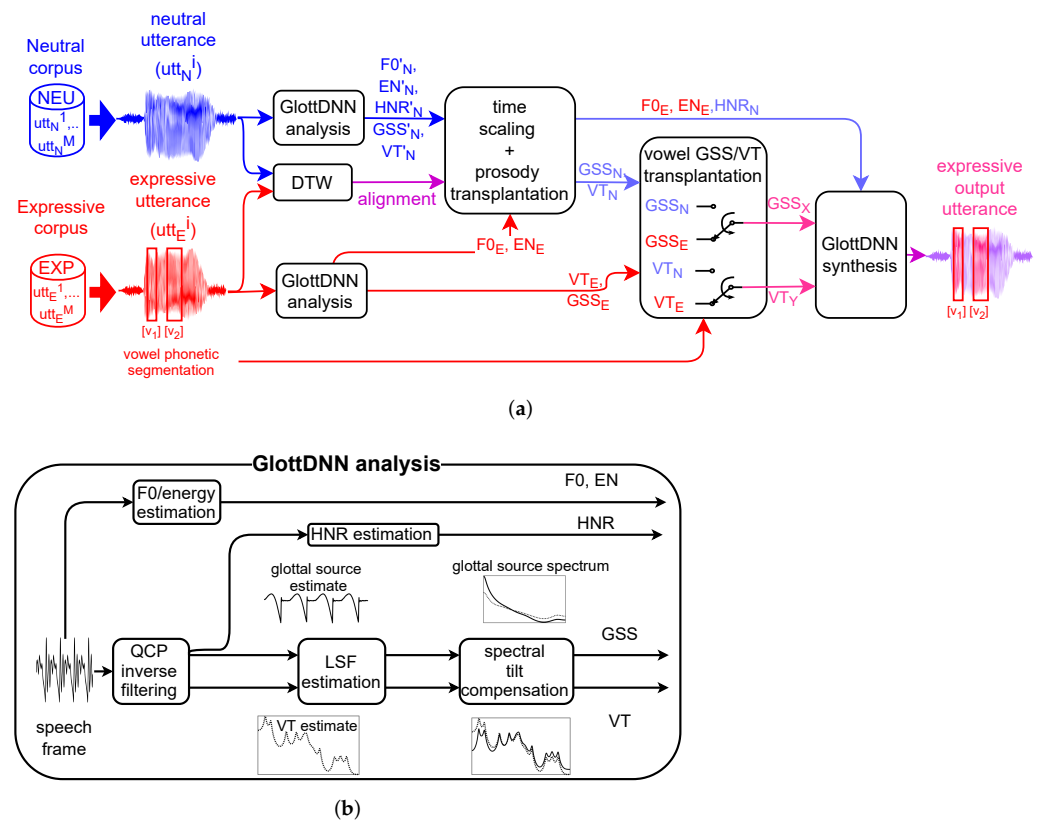 Neutral
corpus
NEU
utt_N^1,..
utt_N^M
neutral
utterance
(utt_N^i)
GlottDNN
analysis
F0'_N,
EN'_N,
HNR'_N,
GSS'_N,
VT'_N
DTW
alignment
time
scaling
+
prosody
transplantation
F0_E, EN_E,HNR_N
GSS_N
VT_N
vowel GSS/VT
transplantation
GSS_N
GSS_E
VT_N
VT_E
GSS_X
VT_Y
GlottDNN
synthesis
expressive
output
utterance
[v_1] [v_2]
Expressive
corpus
EXP
utt_E^1,...
utt_E^M
expressive
utterance
(utt_E^i)
[v_1] [v_2]
vowel phonetic
segmentation
GlottDNN
analysis
F0_E, EN_E
VT_E,
GSS_E
(a)
GlottDNN analysis
F0/energy
estimation
F0, EN
HNR estimation
HNR
glottal source
estimate
glottal source spectrum
QCP
inverse
filtering
LSF
estimation
spectral
tilt
compensation
GSS
VT
speech
frame
VT estimate
(b)